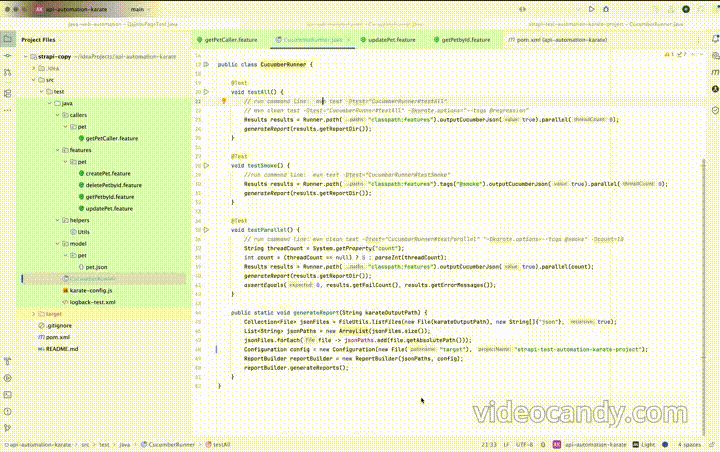 api-automation-karate main
strapi-test-automation-karate-project – CucumberRunner.java
Project Files
getPetCaller.feature CucumberRunner.java updatePet.feature getPetbyId.feature pom.xml (api-automation-karate)
strapi-copy ~/IdeaProjects/api-automation-karate
.idea
src
test
java
callers
pet
getPetCaller.feature
features
pet
createPet.feature
deletePetbyId.feature
getPetbyId.feature
updatePet.feature
helpers
Utils
model
pet
pet.json
CucumberRunner
karate-config.js
logback-test.xml
target
.gitignore
pom.xml
README.md
public class CucumberRunner {
@Test
void testAll() {
// run command line: mvn test -Dtest="CucumberRunner#testAll"
// mvn clean test -Dtest="CucumberRunner#testAll" -Dkarate.options="--tags @regression"
Results results = Runner.path( "classpath:features").outputCucumberJson( value: true).parallel( threadCount: 5);
generateReport(results.getReportDir());
}
@Test
void testSmoke() {
//run command line: mvn test -Dtest="CucumberRunner#testSmoke"
Results results = Runner.path( "classpath:features").tags("@smoke").outputCucumberJson( value: true).parallel( threadCount: 0);
generateReport(results.getReportDir());
}
@Test
void testParallel() {
// run command line: mvn clean test -Dtest="CucumberRunner#testParallel" "-Dkarate.options=--tags @smoke" -Dcount=10
String threadCount = System.getProperty("count");
int count = (threadCount == null) ? 5 : parseInt(threadCount);
Results results = Runner.path( "classpath:features").outputCucumberJson( value: true).parallel(count);
generateReport(results.getReportDir());
assertEquals( expected: 0, results.getFailCount(), results.getErrorMessages());
}
public static void generateReport(String karateOutputPath) {
Collection<File> jsonFiles = FileUtils.listFiles(new File(karateOutputPath), new String[]{"json"}, recursive: true);
List<String> jsonPaths = new ArrayList(jsonFiles.size());
jsonFiles.forEach( file -> jsonPaths.add(file.getAbsolutePath()));
Configuration config = new Configuration(new File( "target"), projectName: "strapi-test-automation-karate-project");
ReportBuilder reportBuilder = new ReportBuilder(jsonPaths, config);
reportBuilder.generateReports();
}
}
videocandy.com
api-automation-karate > src > test > java > CucumberRunner > testAll 21:33 LF UTF-8 api-automation-karate Light 4 spaces